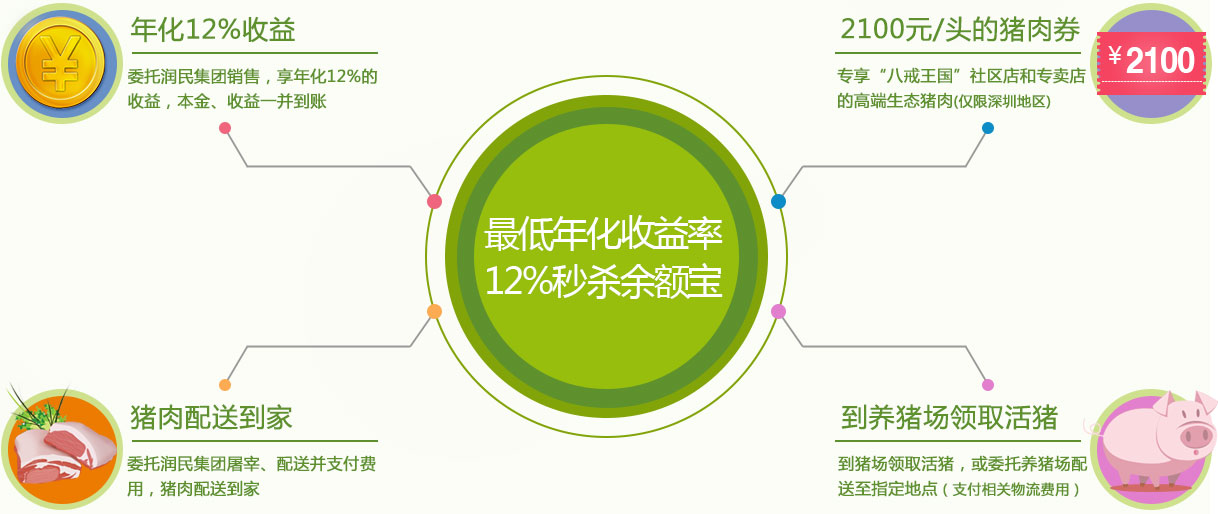 年化12%收益
委托润民集团销售，享年化12%的
收益，本金、收益一并到账
2100元/头的猪肉券
专享“八戒王国”社区店和专卖店
的高端生态猪肉(仅限深圳地区)
¥2100
最低年化收益率
12%秒杀余额宝
猪肉配送到家
委托润民集团屠宰、配送并支付费
用，猪肉配送到家
到养猪场领取活猪
到猪场领取活猪，或委托养猪场配
送至指定地点（支付相关物流费用）